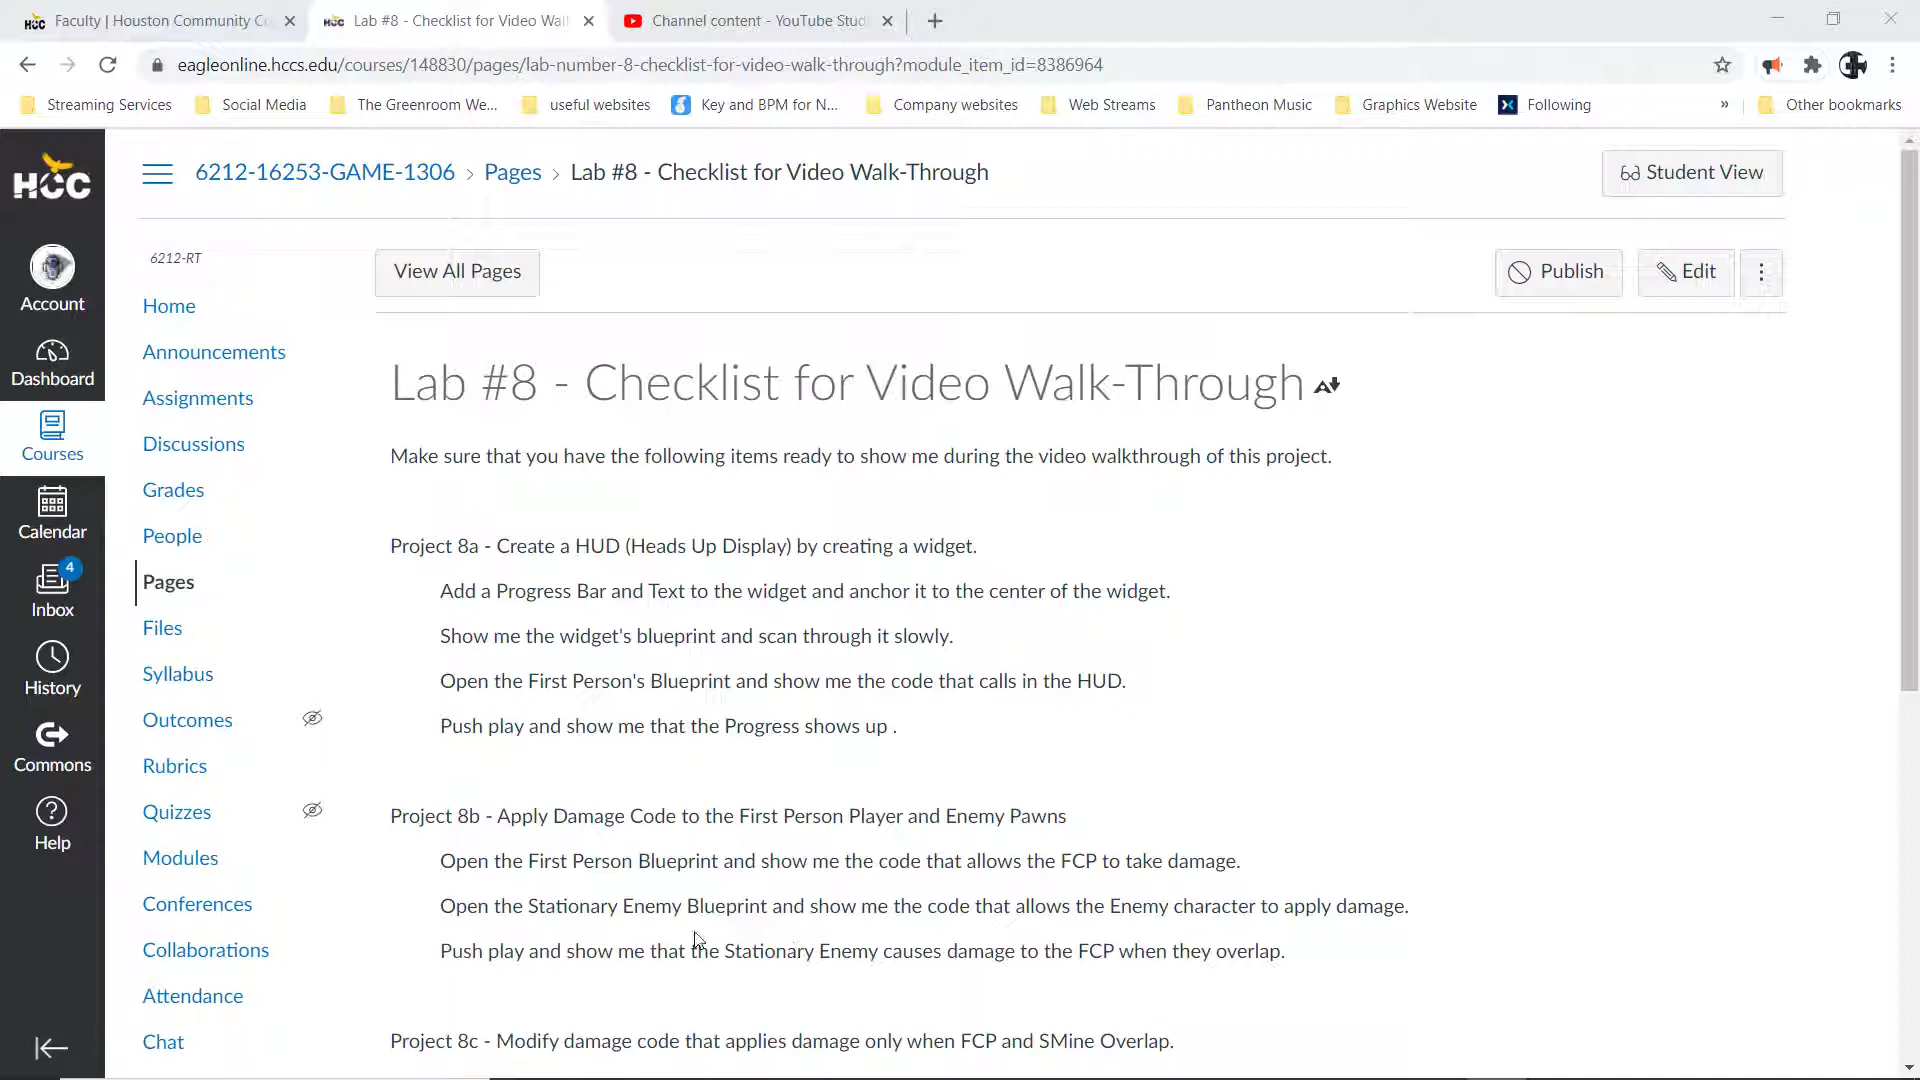 Faculty | Houston Community Co
Lab #8 - Checklist for Video Wal
Channel content - YouTube Stud
eagleonline.hccs.edu/courses/148830/pages/lab-number-8-checklist-for-video-walk-through?module_item_id=8386964
Streaming Services
Social Media
The Greenroom We...
useful websites
Key and BPM for N...
Company websites
Web Streams
Pantheon Music
Graphics Website
Following
»
Other bookmarks
HCC
Account
Dashboard
Courses
Calendar
4
Inbox
History
Commons
Help
6212-16253-GAME-1306 › Pages › Lab #8 - Checklist for Video Walk-Through
Student View
6212-RT
Home
Announcements
Assignments
Discussions
Grades
People
Pages
Files
Syllabus
Outcomes
Rubrics
Quizzes
Modules
Conferences
Collaborations
Attendance
Chat
View All Pages
Publish
Edit
Lab #8 - Checklist for Video Walk-Through
Make sure that you have the following items ready to show me during the video walkthrough of this project.
Project 8a - Create a HUD (Heads Up Display) by creating a widget.
Add a Progress Bar and Text to the widget and anchor it to the center of the widget.
Show me the widget's blueprint and scan through it slowly.
Open the First Person's Blueprint and show me the code that calls in the HUD.
Push play and show me that the Progress shows up .
Project 8b - Apply Damage Code to the First Person Player and Enemy Pawns
Open the First Person Blueprint and show me the code that allows the FCP to take damage.
Open the Stationary Enemy Blueprint and show me the code that allows the Enemy character to apply damage.
Push play and show me that the Stationary Enemy causes damage to the FCP when they overlap.
Project 8c - Modify damage code that applies damage only when FCP and SMine Overlap.